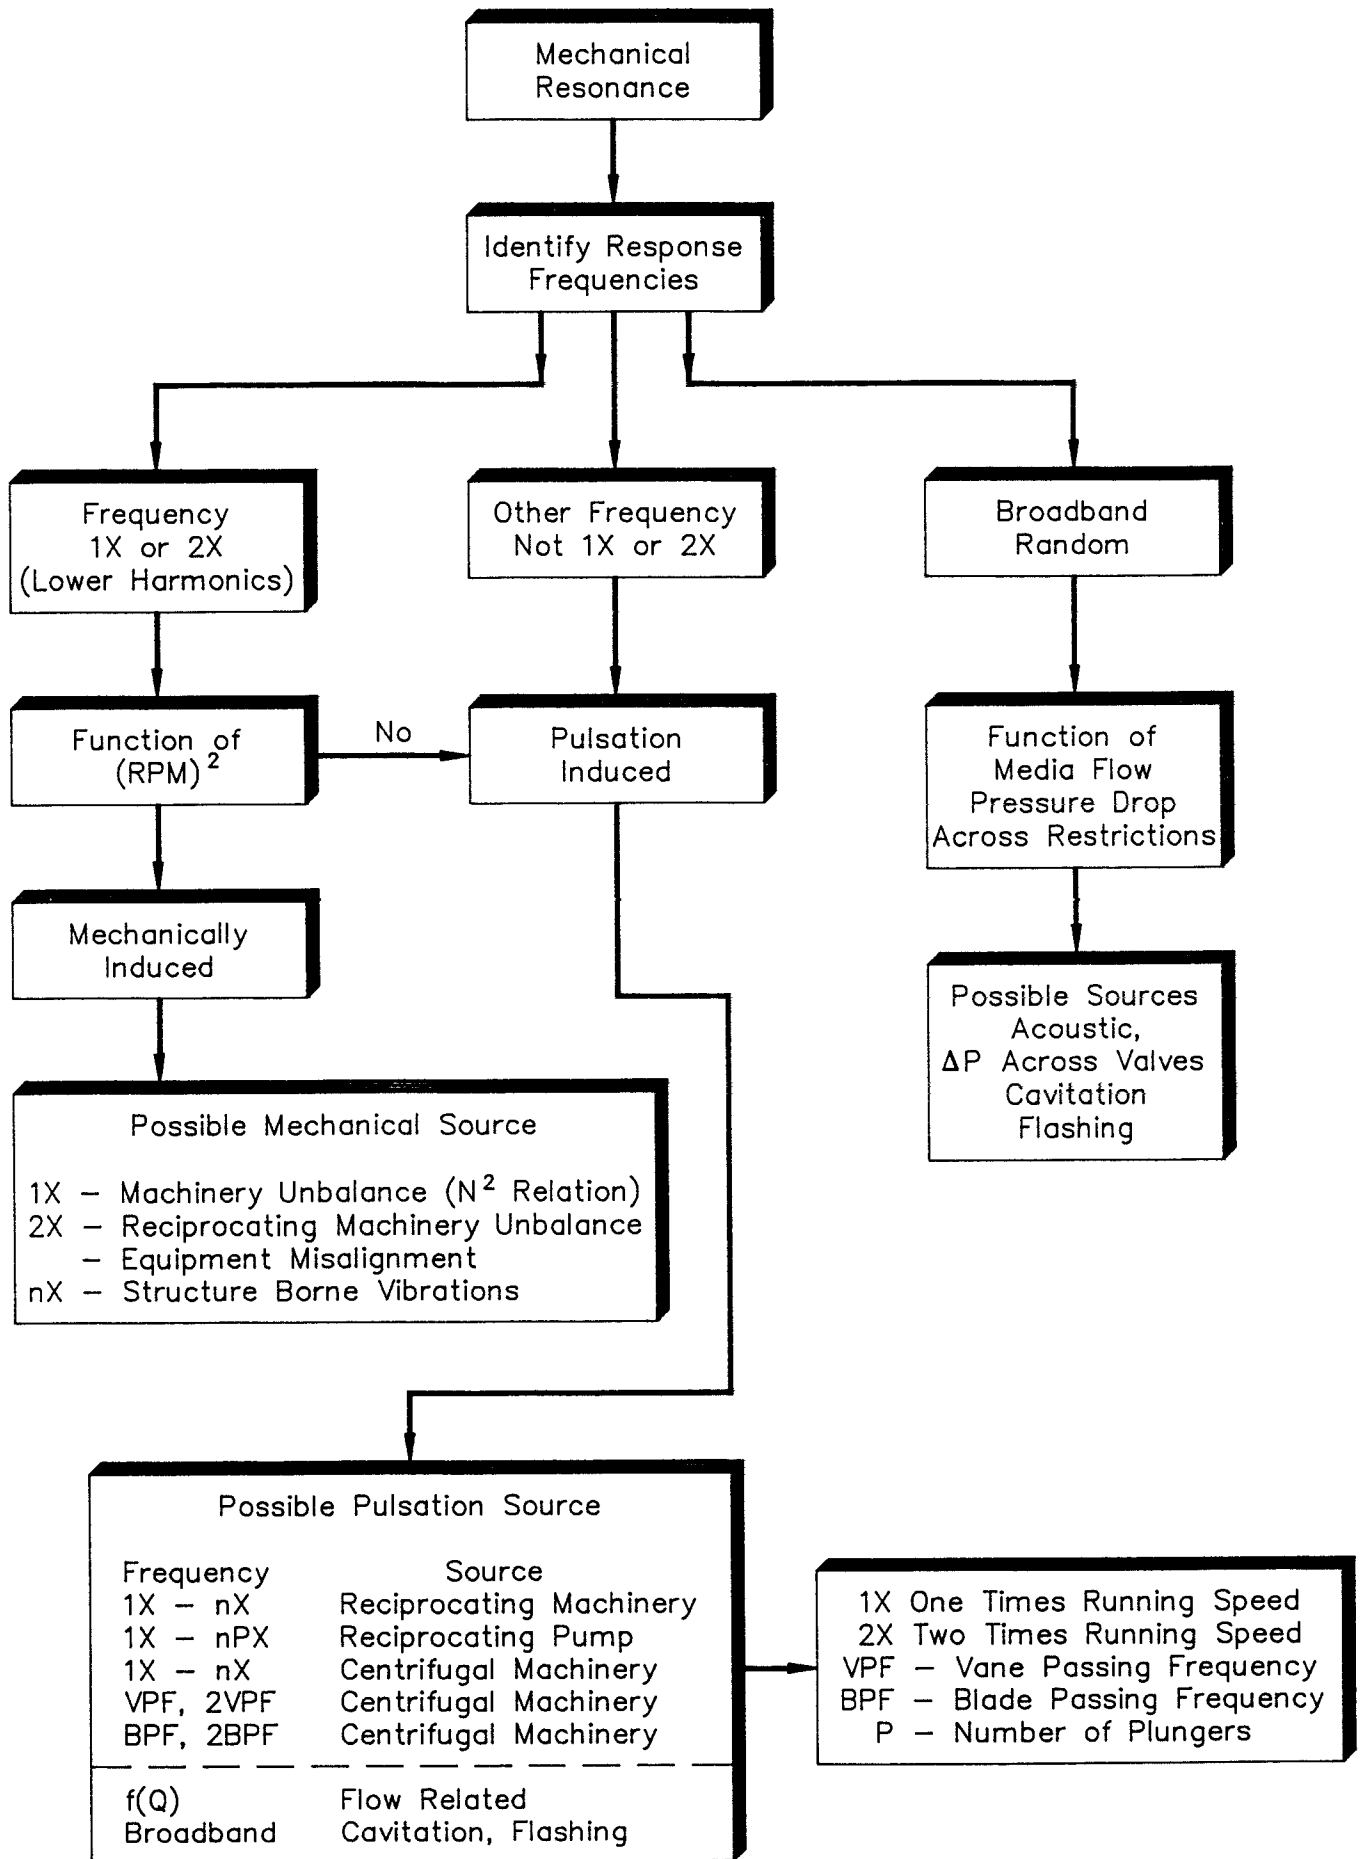 Mechanical
Resonance
Identify Response
Frequencies
Frequency
1X or 2X
(Lower Harmonics)
Other Frequency
Not 1X or 2X
Broadband
Random
Function of
(RPM)²
No
Pulsation
Induced
Function of
Media Flow
Pressure Drop
Across Restrictions
Mechanically
Induced
Possible Sources
Acoustic,
ΔP Across Valves
Cavitation
Flashing
Possible Mechanical Source
1X – Machinery Unbalance (N² Relation)
2X – Reciprocating Machinery Unbalance
– Equipment Misalignment
nX – Structure Borne Vibrations
Possible Pulsation Source
Frequency Source
1X – nX Reciprocating Machinery
1X – nPX Reciprocating Pump
1X – nX Centrifugal Machinery
VPF, 2VPF Centrifugal Machinery
BPF, 2BPF Centrifugal Machinery
f(Q) Flow Related
Broadband Cavitation, Flashing
1X One Times Running Speed
2X Two Times Running Speed
VPF – Vane Passing Frequency
BPF – Blade Passing Frequency
P – Number of Plungers